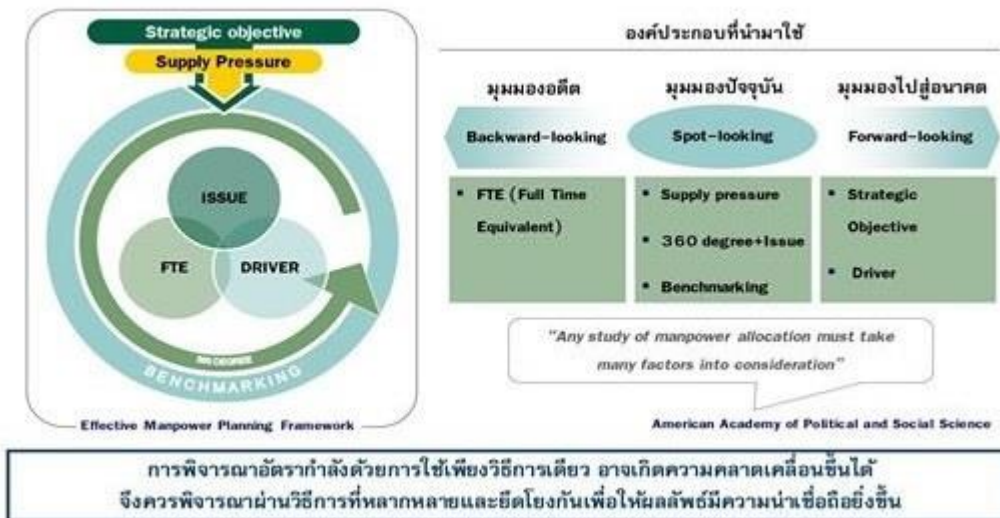 Strategic objective
Supply Pressure
ISSUE
FTE
DRIVER
360 DEGREE
BENCHMARKING
Effective Manpower Planning Framework
องค์ประกอบที่นำมาใช้
มุมมองอดีต
มุมมองปัจจุบัน
มุมมองไปสู่อนาคต
Backward-looking
Spot-looking
Forward-looking
▪ FTE (Full Time
Equivalent)
▪ Supply pressure
▪ 360 degree+Issue
▪ Benchmarking
▪ Strategic
Objective
▪ Driver
"Any study of manpower allocation must take
many factors into consideration"
American Academy of Political and Social Science
การพิจารณาอัตรากำลังด้วยการใช้เพียงวิธีการเดียว อาจเกิดความคลาดเคลื่อนขึ้นได้
จึงควรพิจารณาผ่านวิธีการที่หลากหลายและยึดโยงกันเพื่อให้ผลลัพธ์มีความน่าเชื่อถือยิ่งขึ้น